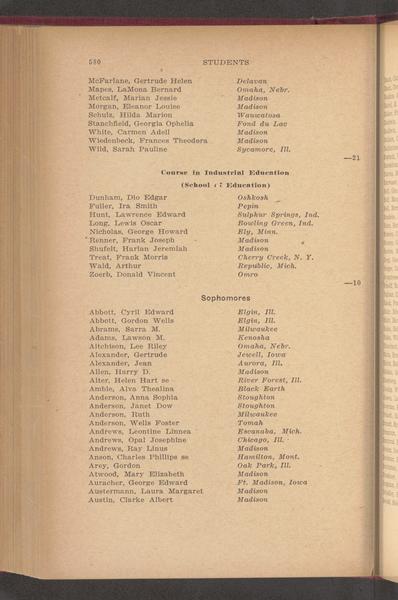 580 STUDENTS
McFarlane, Gertrude Helen Delavan
Mapes, LaMona Bernard Omaha, Nebr.
Metcalf, Marian Jessie Madison
Morgan, Eleanor Louise Madison
Schulz, Hilda Marion Wauwatosa
Stanchfield, Georgia Ophelia Fond du Lac
White, Carmen Adell Madison
Wiedenbeck, Frances Theodora Madison
Wild, Sarah Pauline Sycamore, Ill.
—21
Course in Industrial Education
(School of Education)
Dunham, Dio Edgar Oshkosh
Fuller, Ira Smith Pepin
Hunt, Lawrence Edward Sulphur Springs, Ind.
Long, Lewis Oscar Bowling Green, Ind.
Nicholas, George Howard Ely, Minn.
Renner, Frank Joseph Madison
Shufelt, Harlan Jeremiah Madison
Treat, Frank Morris Cherry Creek, N. Y.
Wald, Arthur Republic, Mich.
Zoerb, Donald Vincent Omro
—10
Sophomores
Abbott, Cyril Edward Elgin, Ill.
Abbott, Gordon Wells Elgin, Ill.
Abrams, Sarra M. Milwaukee
Adams, Lawson M. Kenosha
Aitchison, Lee Riley Omaha, Nebr.
Alexander, Gertrude Jewell, Iowa
Alexander, Jean Aurora, Ill.
Allen, Harry D. Madison
Alter, Helen Hart se River Forest, Ill.
Amble, Alva Thealina Black Earth
Anderson, Anna Sophia Stoughton
Anderson, Janet Dow Stoughton
Anderson, Ruth Milwaukee
Anderson, Wells Foster Tomah
Andrews, Leontine Linnea Escanaba, Mich.
Andrews, Opal Josephine Chicago, Ill.
Andrews, Ray Linus Madison
Anson, Charles Phillips se Hamilton, Mont.
Arey, Gordon Oak Park, Ill.
Atwood, Mary Elizabeth Madison
Auracher, George Edward Ft. Madison, Iowa
Austermann, Laura Margaret Madison
Austin, Clarke Albert Madison